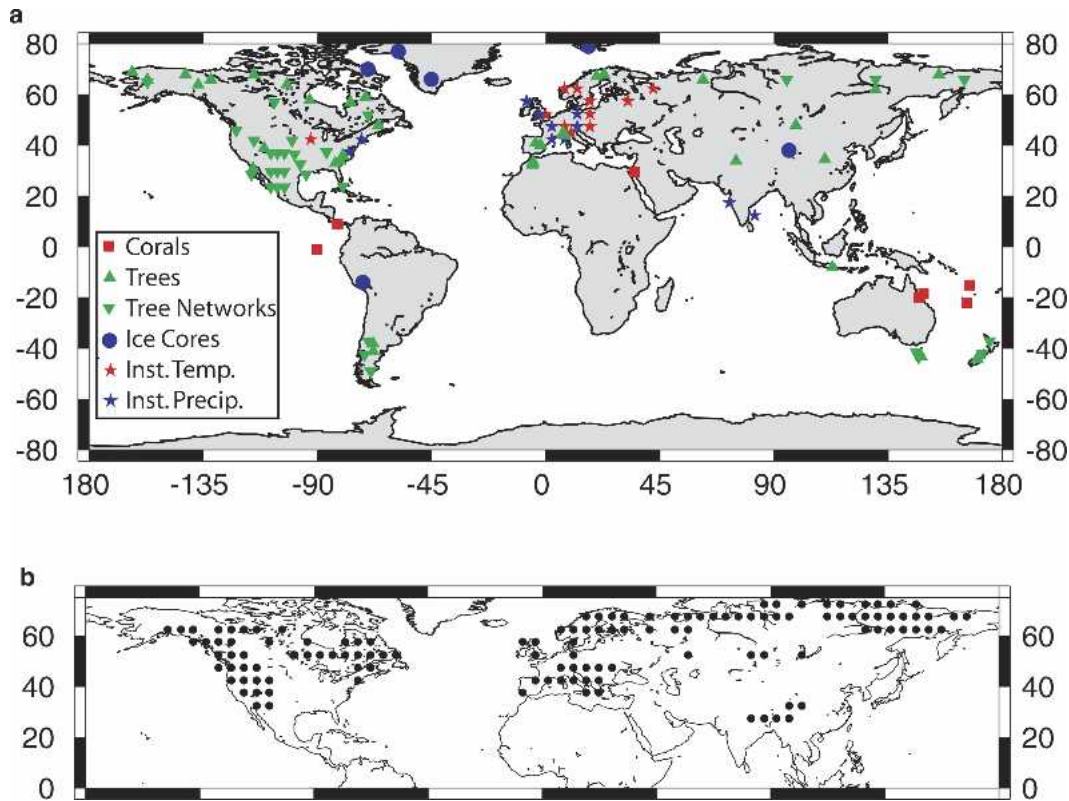 a
80 80
60 60
40 40
20 20
0 0
-20 -20
-40 -40
-60 -60
-80 -80
Corals
Trees
Tree Networks
Ice Cores
Inst. Temp.
Inst. Precip.
180 -135 -90 -45 0 45 90 135 180
b
60 60
40 40
20 20
0 0